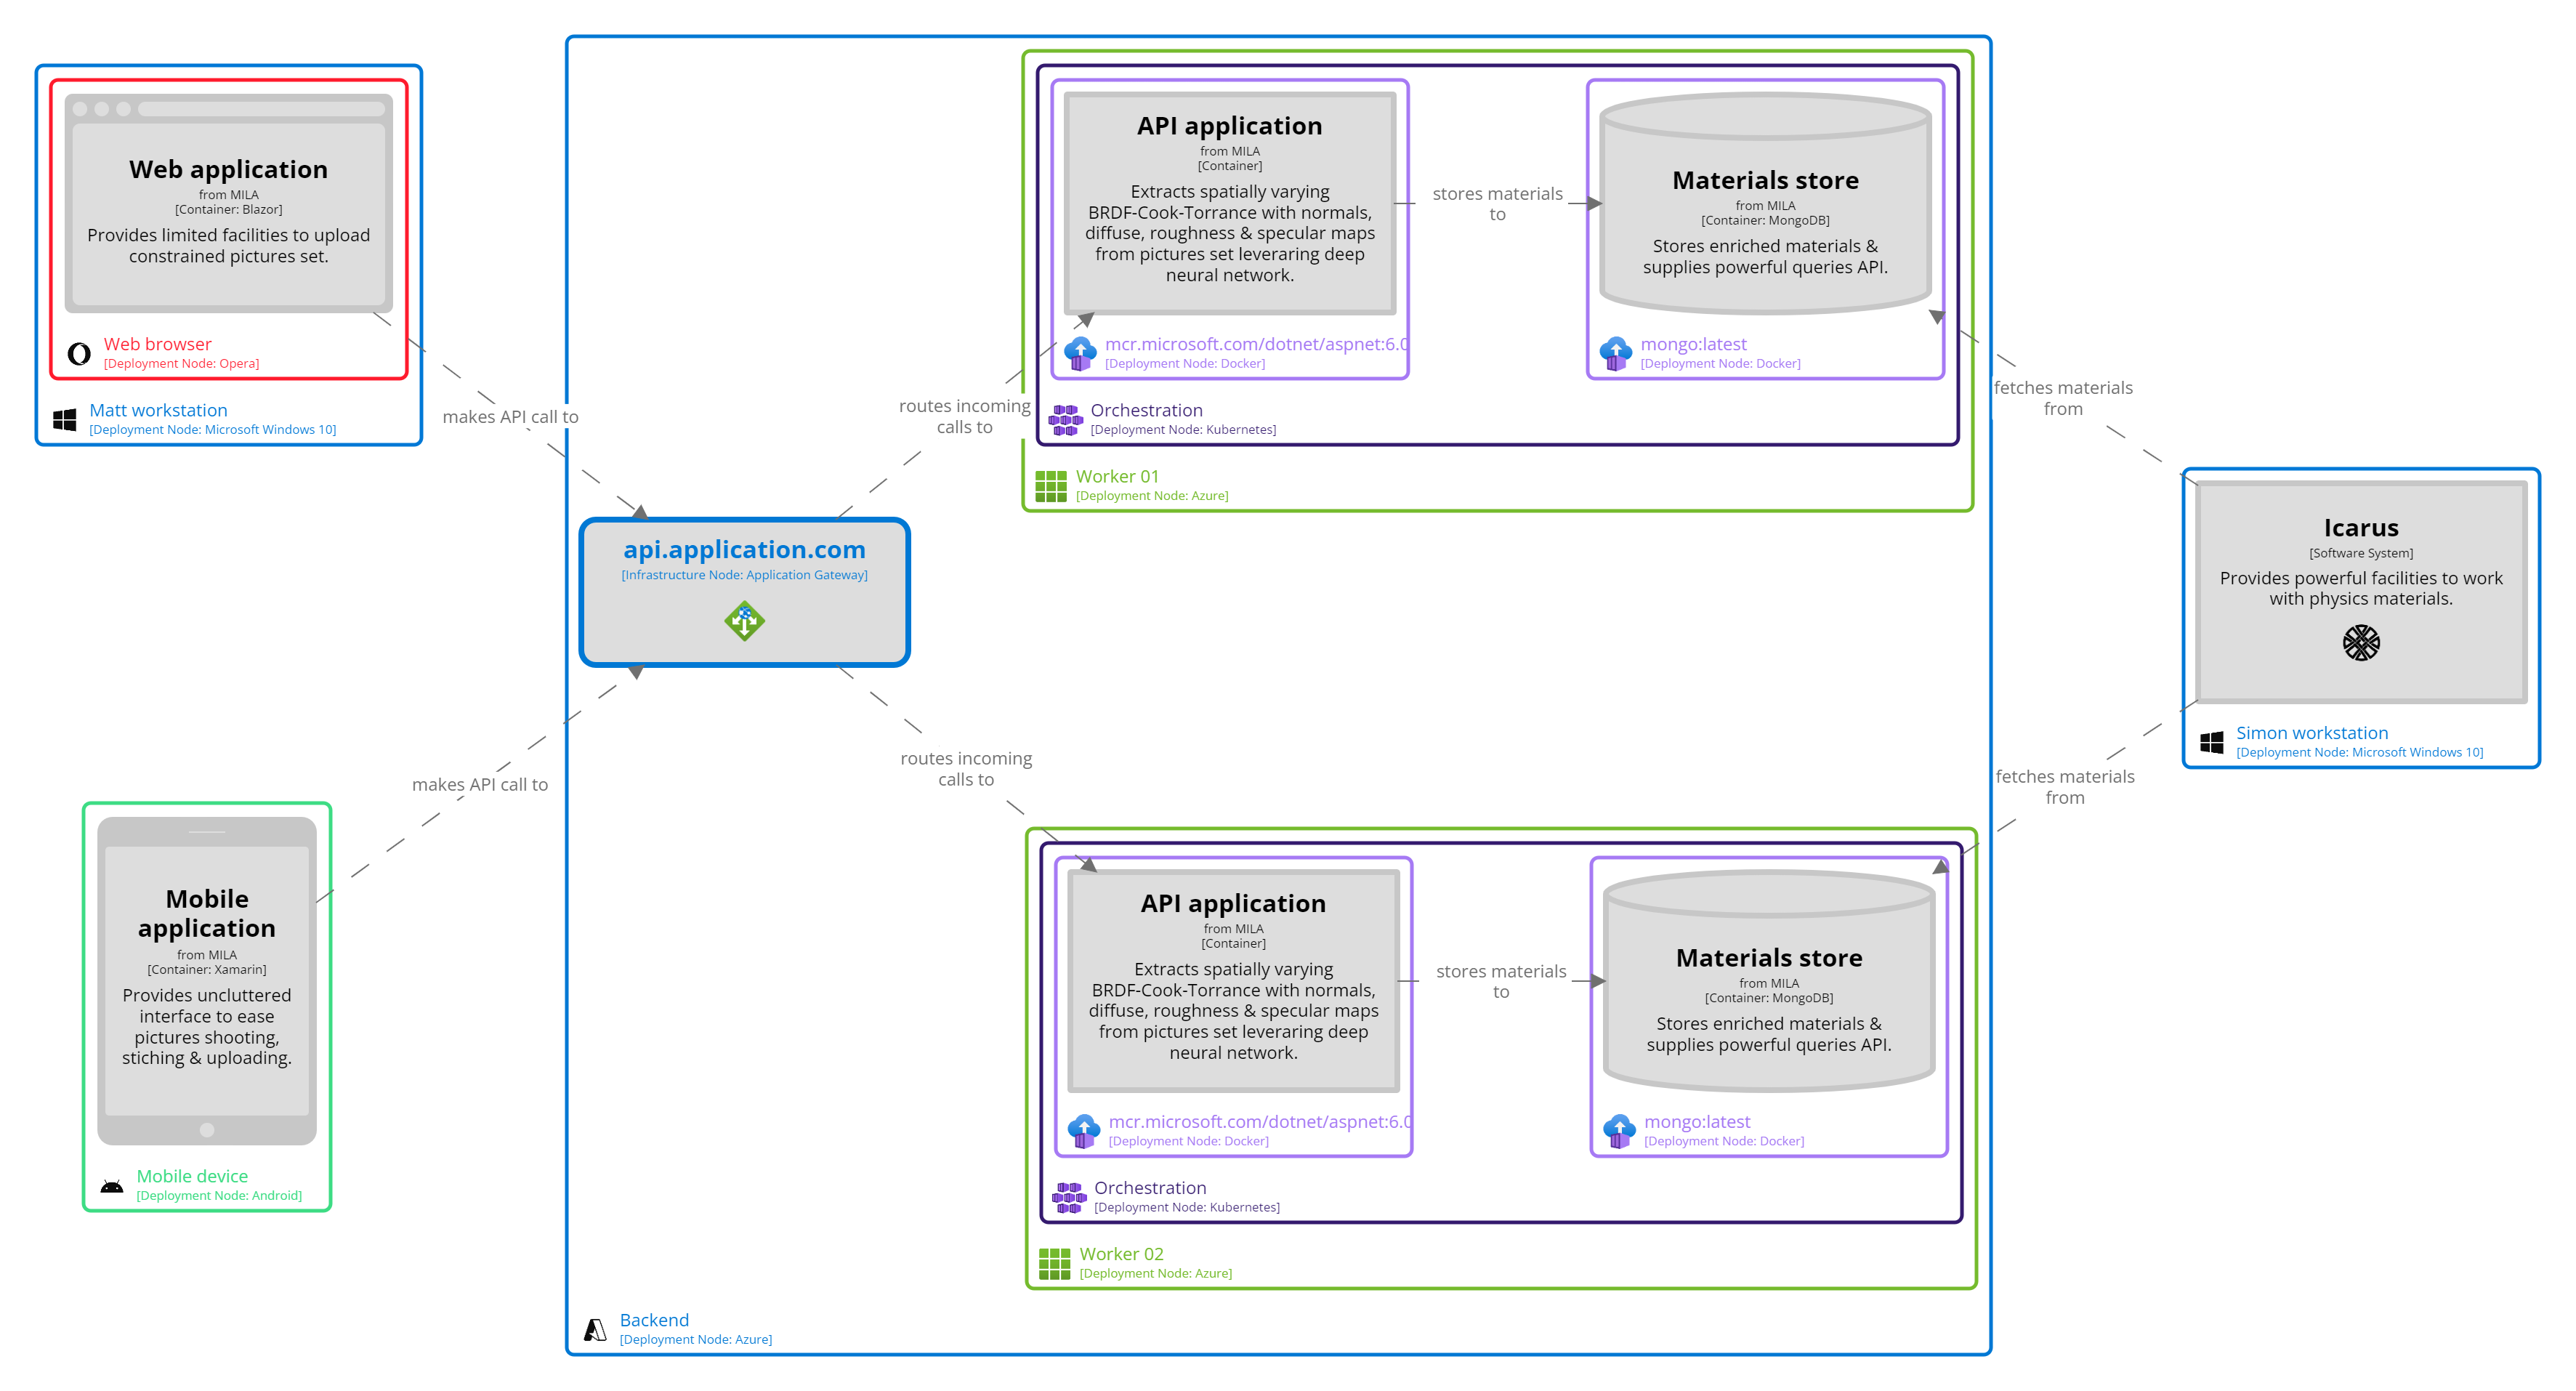 Web application
from MILA
[Container: Blazor]
Provides limited facilities to upload
constrained pictures set.
Web browser
[Deployment Node: Opera]
Matt workstation
[Deployment Node: Microsoft Windows 10]
makes API call to
Mobile
application
from MILA
[Container: Xamarin]
Provides uncluttered
interface to ease
pictures shooting,
stiching & uploading.
Mobile device
[Deployment Node: Android]
makes API call to
api.application.com
[Infrastructure Node: Application Gateway]
routes incoming
calls to
routes incoming
calls to
API application
from MILA
[Container]
Extracts spatially varying
BRDF-Cook-Torrance with normals,
diffuse, roughness & specular maps
from pictures set leveraring deep
neural network.
mcr.microsoft.com/dotnet/aspnet:6.0
[Deployment Node: Docker]
stores materials
to
Materials store
from MILA
[Container: MongoDB]
Stores enriched materials &
supplies powerful queries API.
mongo:latest
[Deployment Node: Docker]
Orchestration
[Deployment Node: Kubernetes]
Worker 01
[Deployment Node: Azure]
API application
from MILA
[Container]
Extracts spatially varying
BRDF-Cook-Torrance with normals,
diffuse, roughness & specular maps
from pictures set leveraring deep
neural network.
mcr.microsoft.com/dotnet/aspnet:6.0
[Deployment Node: Docker]
stores materials
to
Materials store
from MILA
[Container: MongoDB]
Stores enriched materials &
supplies powerful queries API.
mongo:latest
[Deployment Node: Docker]
Orchestration
[Deployment Node: Kubernetes]
Worker 02
[Deployment Node: Azure]
Backend
[Deployment Node: Azure]
fetches materials
from
fetches materials
from
Icarus
[Software System]
Provides powerful facilities to work
with physics materials.
Simon workstation
[Deployment Node: Microsoft Windows 10]